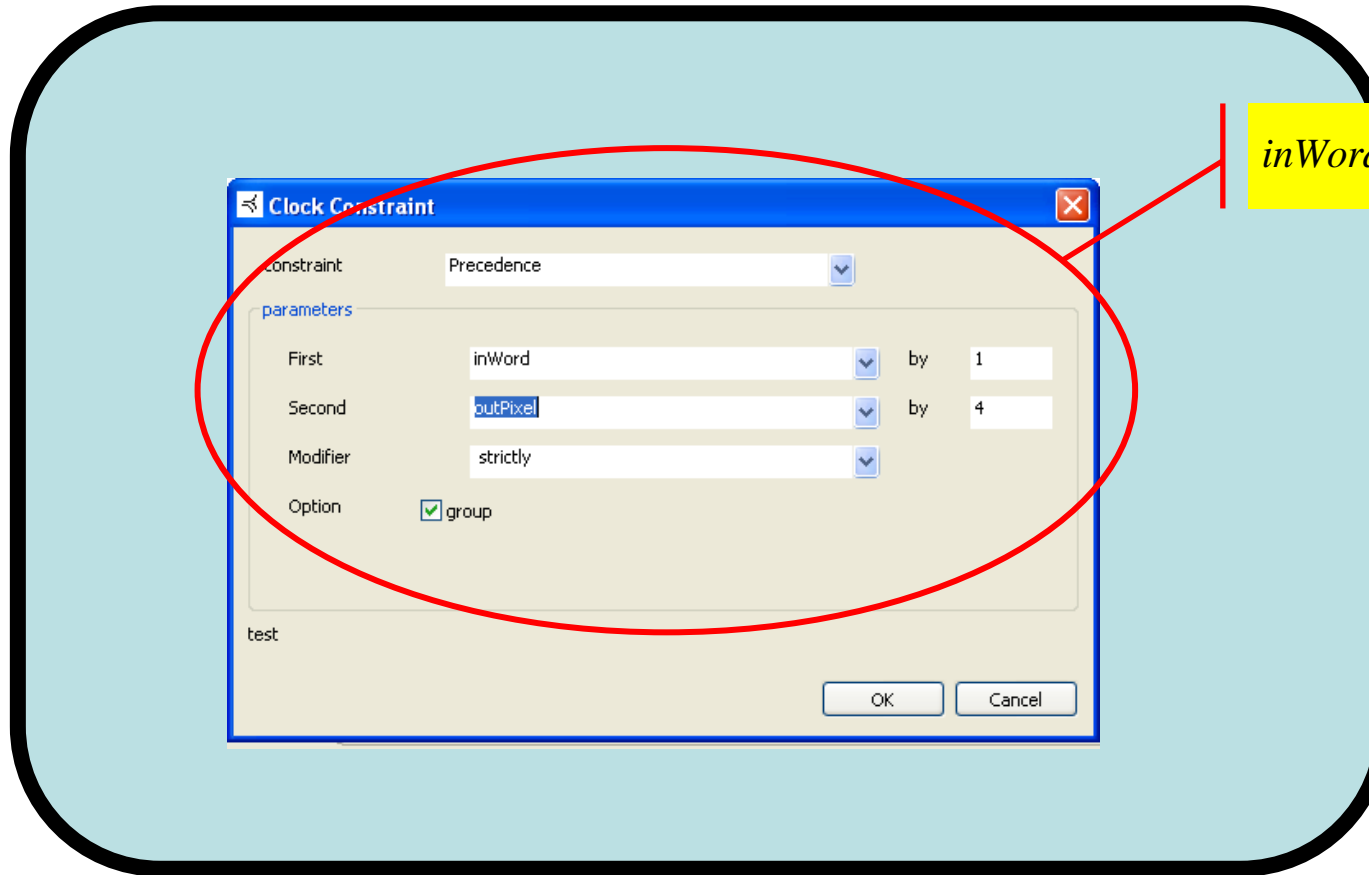 inWord
Clock Constraint
constraint Precedence
parameters
First inWord by 1
Second outPixel by 4
Modifier strictly
Option group
test
OK Cancel